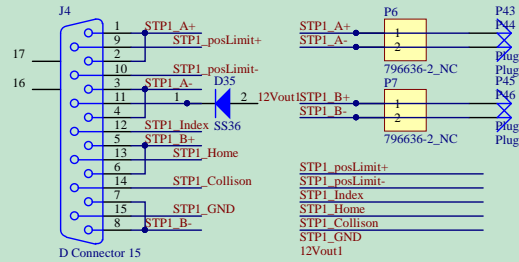 J4
1
STP1_A+
9
STP1_posLimit+
2
17
10
STP1_posLimit-
16
3
STP1_A-
D35
11
1
2
12Vout1
4
SS36
12
STP1_Index
5
STP1_B+
13
STP1_Home
6
14
STP1_Collison
7
15
STP1_GND
8
STP1_B-
D Connector 15
P6
P43
STP1_A+
1
P44
STP1_A-
2
796636-2_NC
Plug
Plug
P7
P45
STP1_B+
1
P46
STP1_B-
2
796636-2_NC
Plug
Plug
STP1_posLimit+
STP1_posLimit-
STP1_Index
STP1_Home
STP1_Collison
STP1_GND
12Vout1